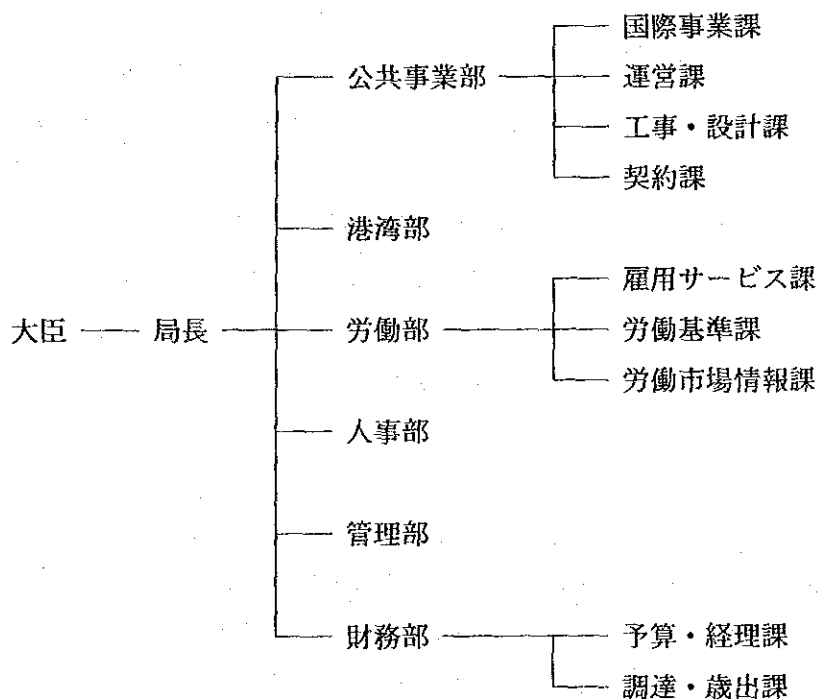 国際事業課
公共事業部
運営課
工事・設計課
契約課
港湾部
雇用サービス課
大臣
局長
労働部
労働基準課
労働市場情報課
人事部
管理部
財務部
予算・経理課
調達・歳出課